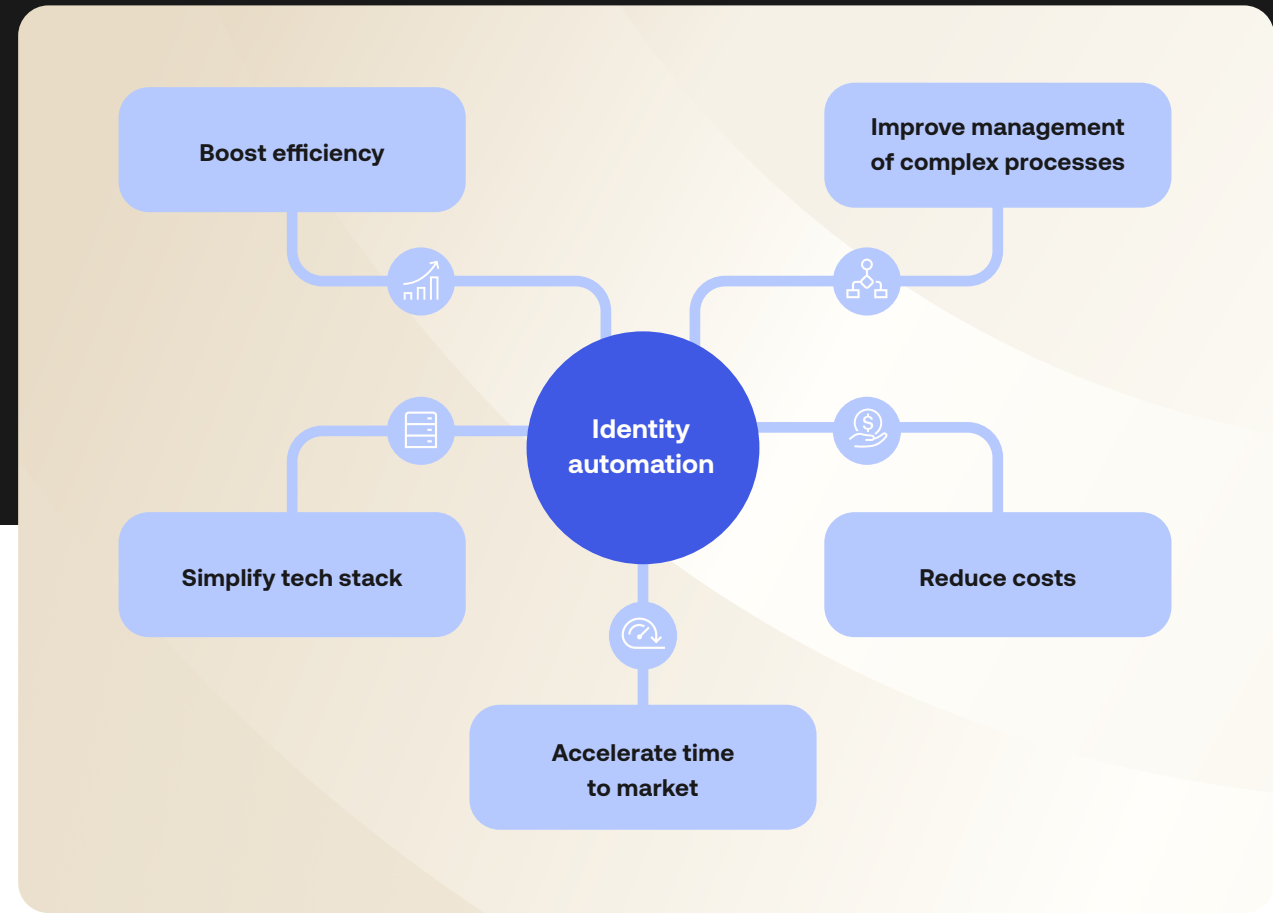 Boost efficiency
Improve management
of complex processes
Identity
automation
Simplify tech stack
Reduce costs
Accelerate time
to market